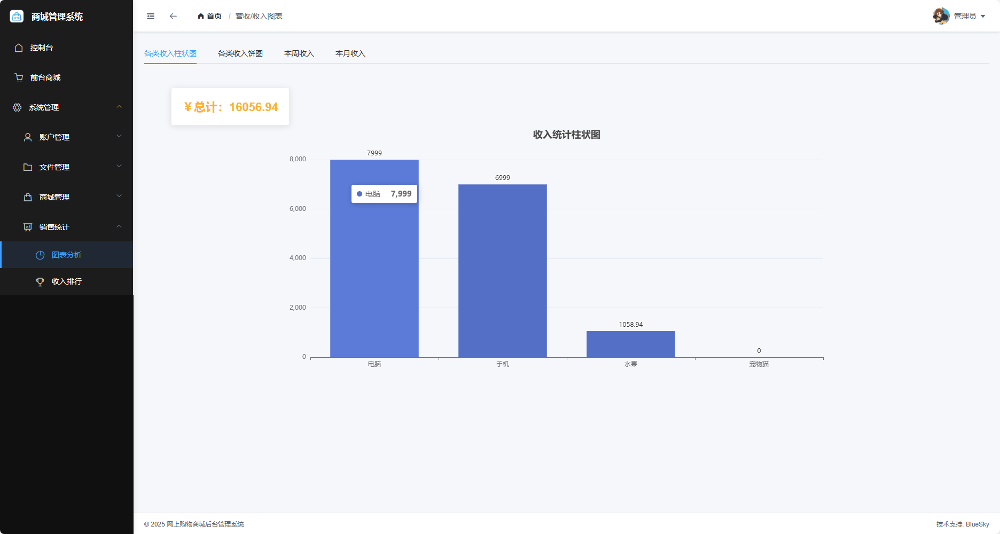 商城管理系统
控制台
前台商城
系统管理
账户管理
文件管理
商城管理
销售统计
图表分析
收入排行
首页 / 营收/收入图表
管理员
各类收入柱状图 各类收入饼图 本周收入 本月收入
¥ 总计：16056.94
收入统计柱状图
8,000
6,000
4,000
2,000
0
7999
6999
1058.94
0
电脑 7,999
电脑 手机 水果 宠物猫
© 2025 网上购物商城后台管理系统
技术支持: BlueSky